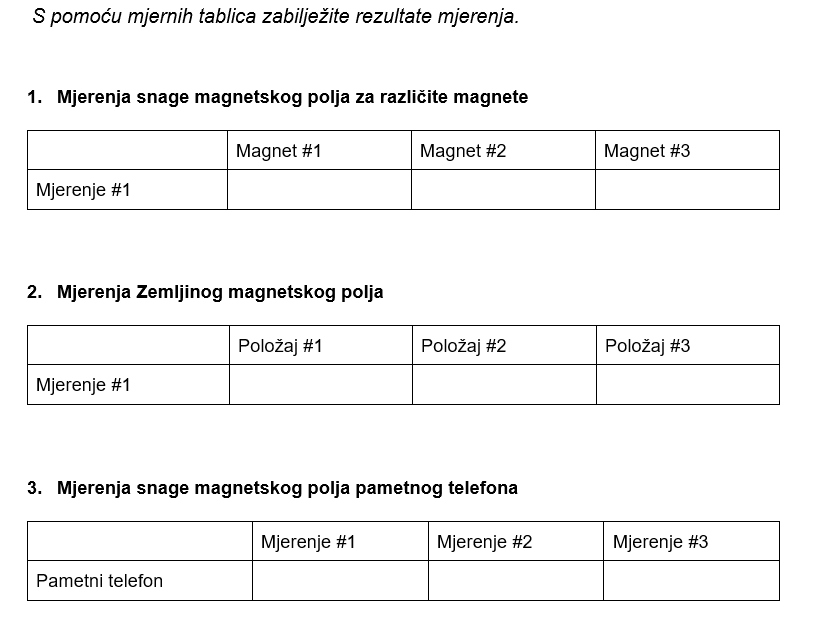 S pomoću mjernih tablica zabilježite rezultate mjerenja.
1. Mjerenja snage magnetskog polja za različite magnete
Magnet #1 Magnet #2 Magnet #3
Mjerenje #1
2. Mjerenja Zemljinog magnetskog polja
Položaj #1 Položaj #2 Položaj #3
Mjerenje #1
3. Mjerenja snage magnetskog polja pametnog telefona
Mjerenje #1 Mjerenje #2 Mjerenje #3
Pametni telefon